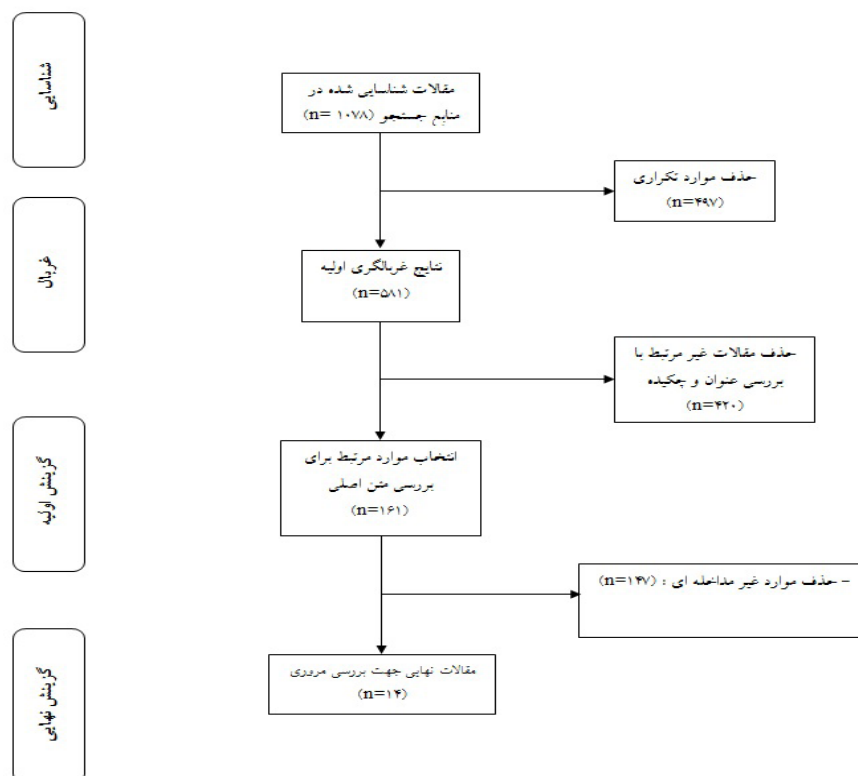 شناسایی
مقالات شناسایی شده در
منابع جستجو (n= ۱۰۷۸)
حذف موارد تکراری
(n=۴۹۷)
غربال
نتایج غربالگری اولیه
(n=۵۸۱)
حذف مقالات غیر مرتبط با
بررسی عنوان و چکیده
(n=۴۲۰)
گزینش اولیه
انتخاب موارد مرتبط برای
بررسی متن اصلی
(n=۱۶۱)
- حذف موارد غیر مداخله ای : (n=۱۴۷)
گزینش نهایی
مقالات نهایی جهت بررسی مروری
(n=۱۴)